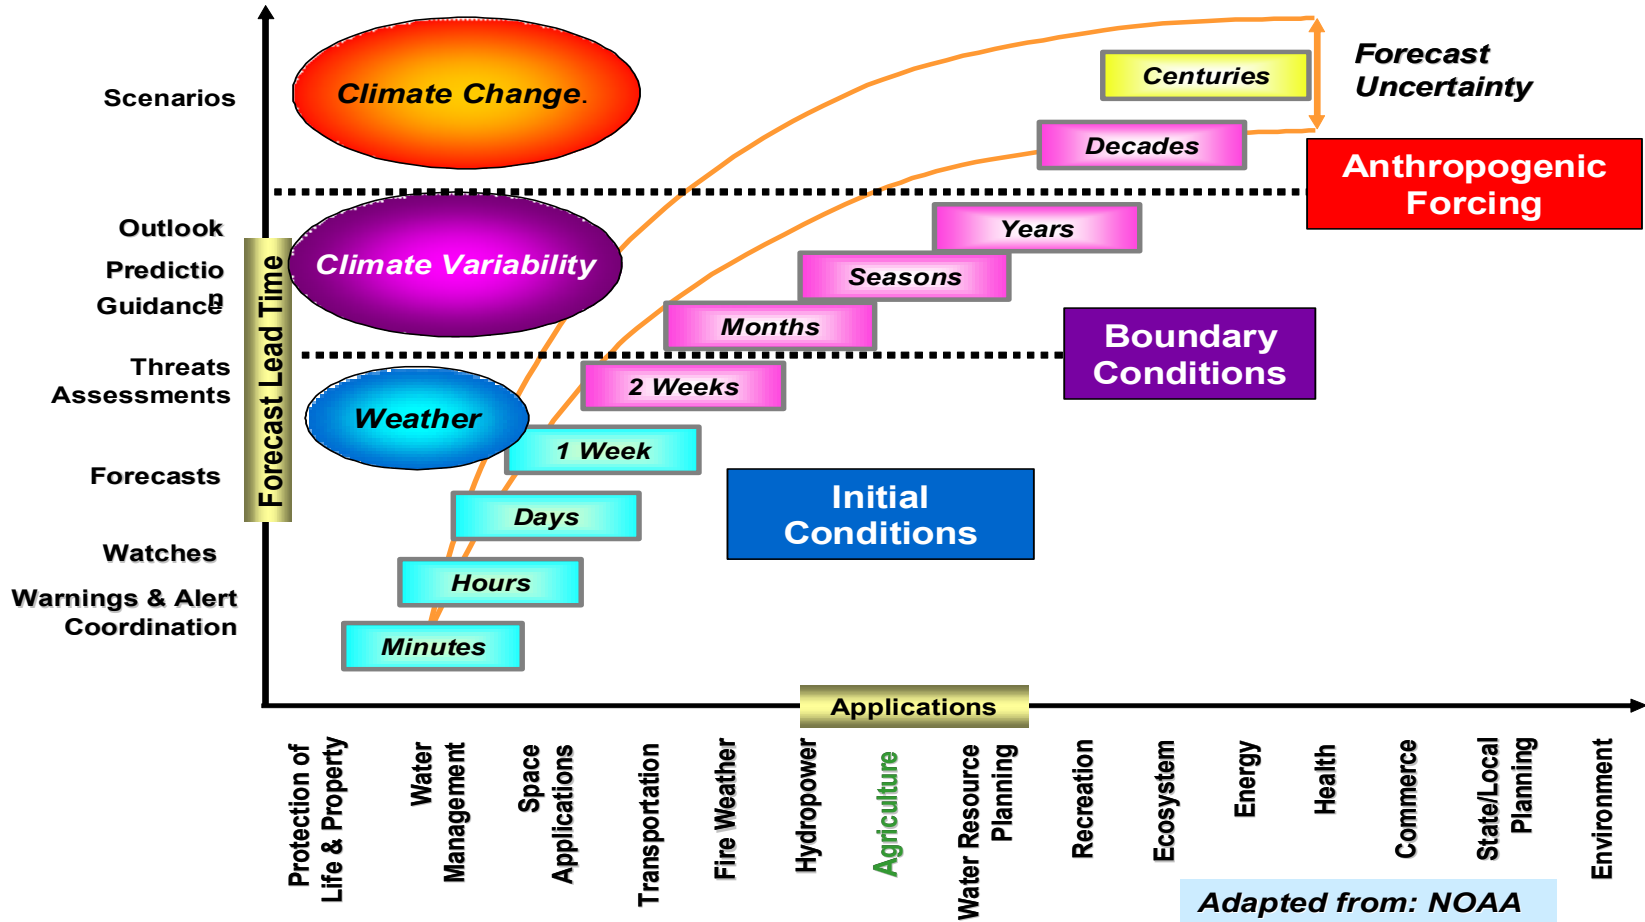 Climate Change.
Centuries
Forecast
Uncertainty
Scenarios
Decades
Anthropogenic
Forcing
Outlook
Years
Predictio
n
Climate Variability
Seasons
Guidance
Months
Boundary
Conditions
Threats
Assessments
2 Weeks
Weather
1 Week
Forecast Lead Time
Forecasts
Initial
Conditions
Days
Watches
Hours
Warnings & Alert
Coordination
Minutes
Applications
Protection of
Life & Property
Water
Management
Space
Applications
Transportation
Fire Weather
Hydropower
Agriculture
Water Resource
Planning
Recreation
Ecosystem
Energy
Health
Commerce
State/Local
Planning
Environment
Adapted from: NOAA